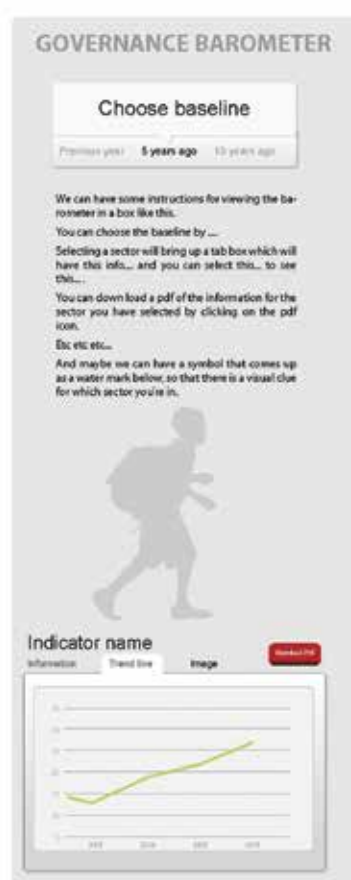 GOVERNANCE BAROMETER
Choose baseline
Previous year 5 years ago 10 years ago
We can have some instructions for viewing the ba-
rometer in a box like this.
You can choose the baseline by ....
Selecting a sector will bring up a tab box which will
have this info.... and you can select this... to see
this....
You can down load a pdf of the information for the
sector you have selected by clicking on the pdf
icon.
Etc etc etc...
And maybe we can have a symbol that comes up
as a water mark below, so that there is a visual clue
for which sector you're in.
Indicator name
Information Trend line Image